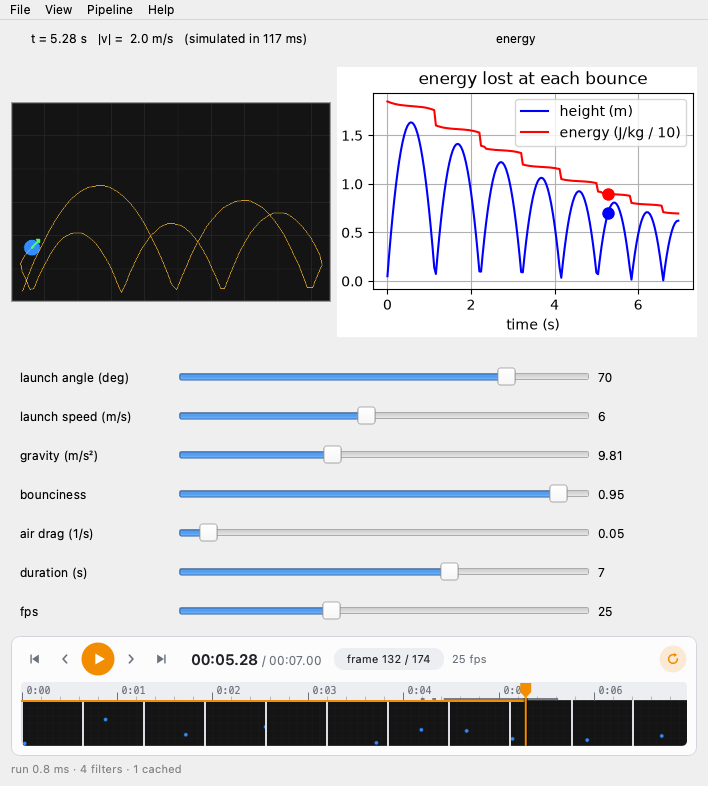 File View Pipeline Help
t = 5.28 s |v| = 2.0 m/s (simulated in 117 ms)
energy
energy lost at each bounce
height (m)
energy (J/kg / 10)
1.5
1.0
0.5
0.0
0 2 4 6
time (s)
launch angle (deg) 70
launch speed (m/s) 6
gravity (m/s²) 9.81
bounciness 0.95
air drag (1/s) 0.05
duration (s) 7
fps 25
00:05.28 / 00:07.00 frame 132 / 174 25 fps
0:00 0:01 0:02 0:03 0:04 0:06
run 0.8 ms · 4 filters · 1 cached